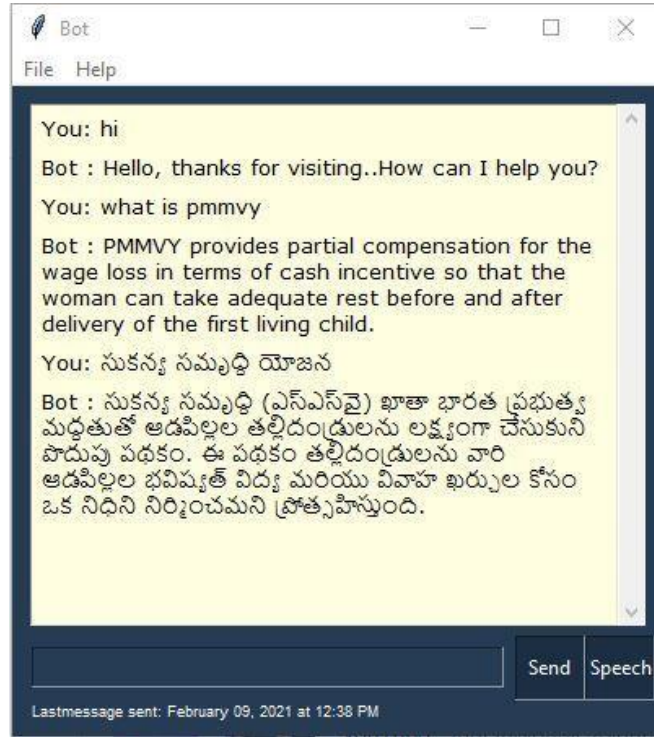 Bot
File Help
You: hi
Bot : Hello, thanks for visiting..How can I help you?
You: what is pmmvy
Bot : PMMVY provides partial compensation for the
wage loss in terms of cash incentive so that the
woman can take adequate rest before and after
delivery of the first living child.
You: సుకన్య సమృద్ధి యోజన
Bot : సుకన్య సమృద్ధి (ఎస్ఎస్వై) ఖాతా భారత ప్రభుత్వ
మద్దతుతో ఆడపిల్లల తల్లిదండ్రులను లక్ష్యంగా చేసుకుని
పొదుపు పథకం. ఈ పథకం తల్లిదండ్రులను వారి
ఆడపిల్లల భవిష్యత్ విద్య మరియు వివాహ ఖర్చుల కోసం
ఒక నిధిని నిర్మించమని ప్రోత్సహిస్తుంది.
Send Speech
Lastmessage sent: February 09, 2021 at 12:38 PM